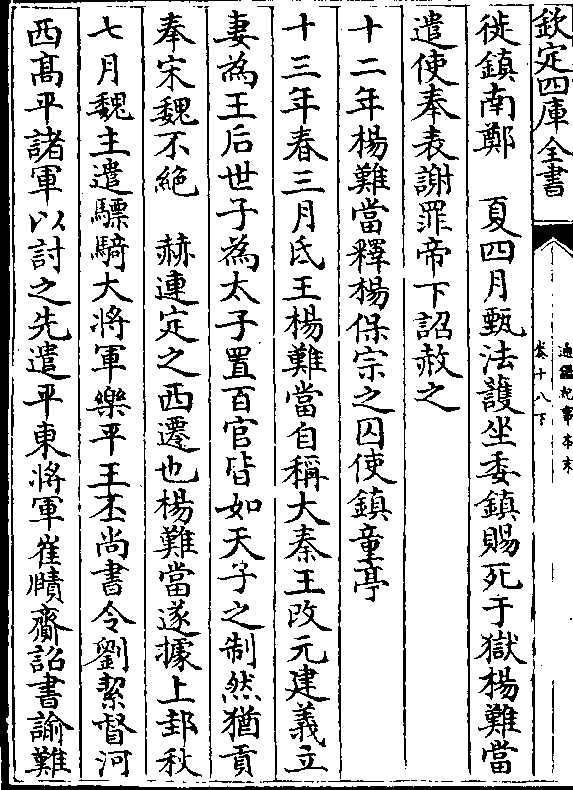 欽定四庫全書
通鑑紀事本末
卷十八下
徙鎮南鄭　夏四月甄法護坐委鎮賜死于獄楊難當
遣使奉表謝罪帝下詔赦之
十二年楊難當釋楊保宗之囚使鎮童亭
十三年春三月氐王楊難當自稱大秦王改元建義立
妻為王后世子為太子置百官皆如天子之制然猶貢
奉宋魏不絶　赫連定之西遷也楊難當遂據上邽秋
七月魏主遣驃騎大將軍樂平王丕尚書令劉絜督河
西髙平諸軍以討之先遣平東將軍崔賾齎詔書諭難